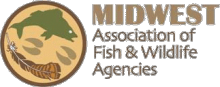 MIDWEST
Association of
Fish & Wildlife
Agencies